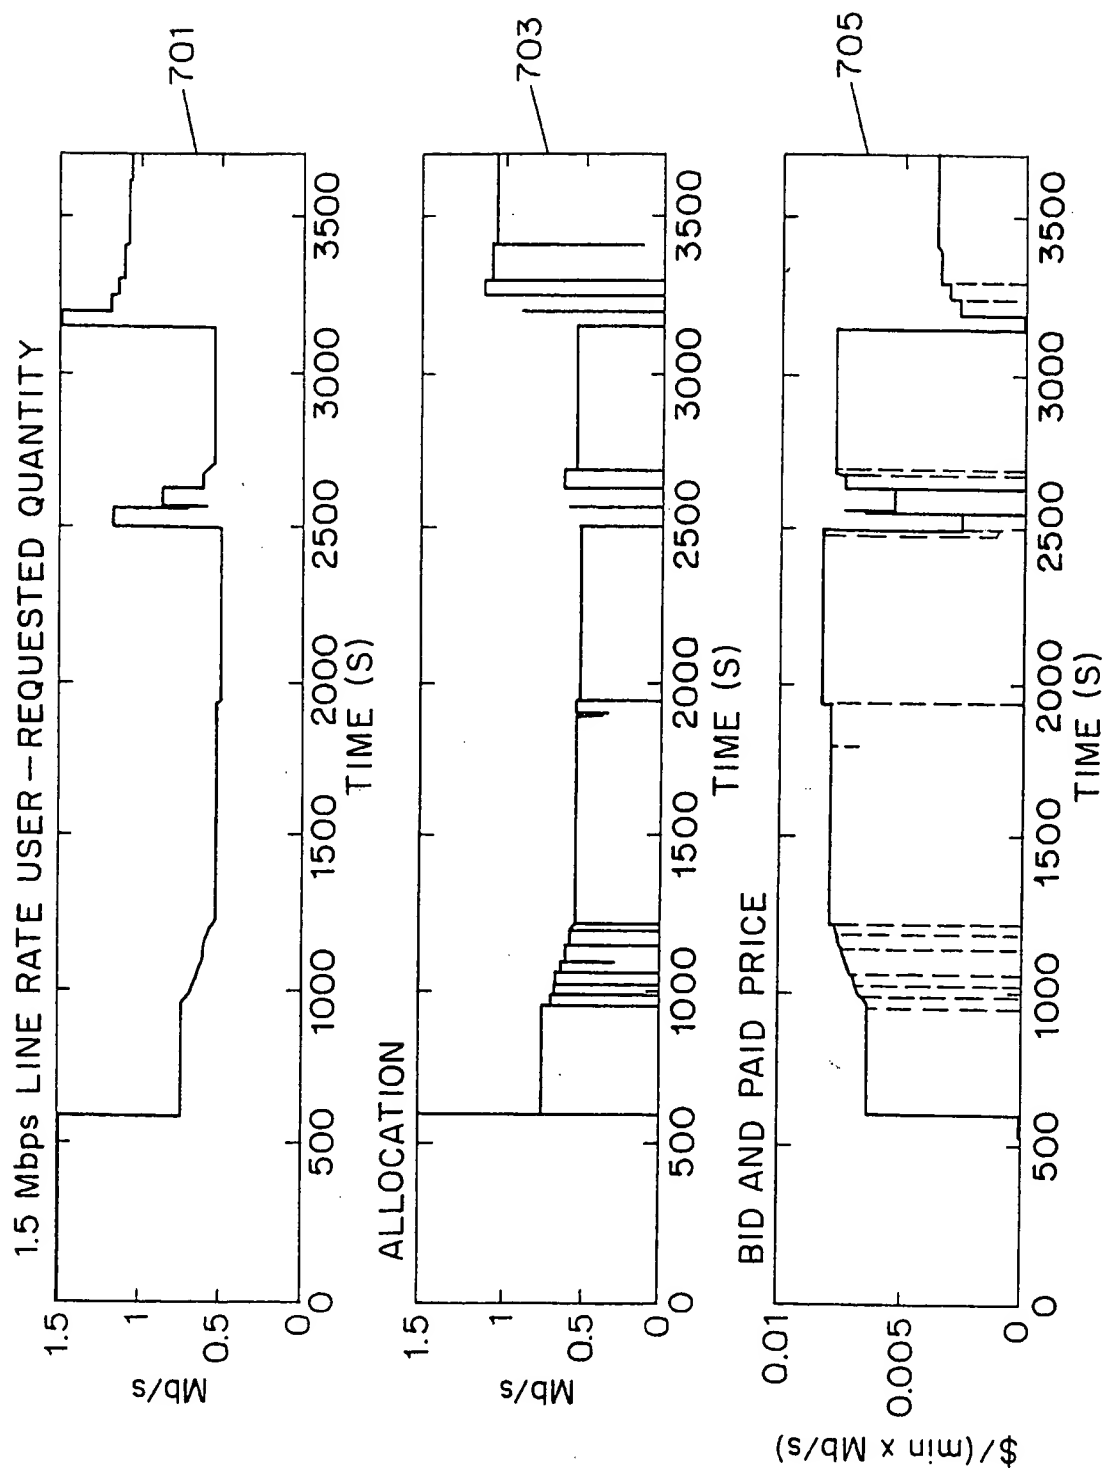 1.5 Mbps LINE RATE USER—REQUESTED QUANTITY
1.5
1
0.5
0
Mb/s
0 500 1000 1500 2000 2500 3000 3500
TIME (S)
701
ALLOCATION
1.5
1
0.5
0
Mb/s
0 500 1000 1500 2000 2500 3000 3500
TIME (S)
703
BID AND PAID PRICE
0.01
0.005
0
$/(min x Mb/s)
0 500 1000 1500 2000 2500 3000 3500
TIME (S)
705